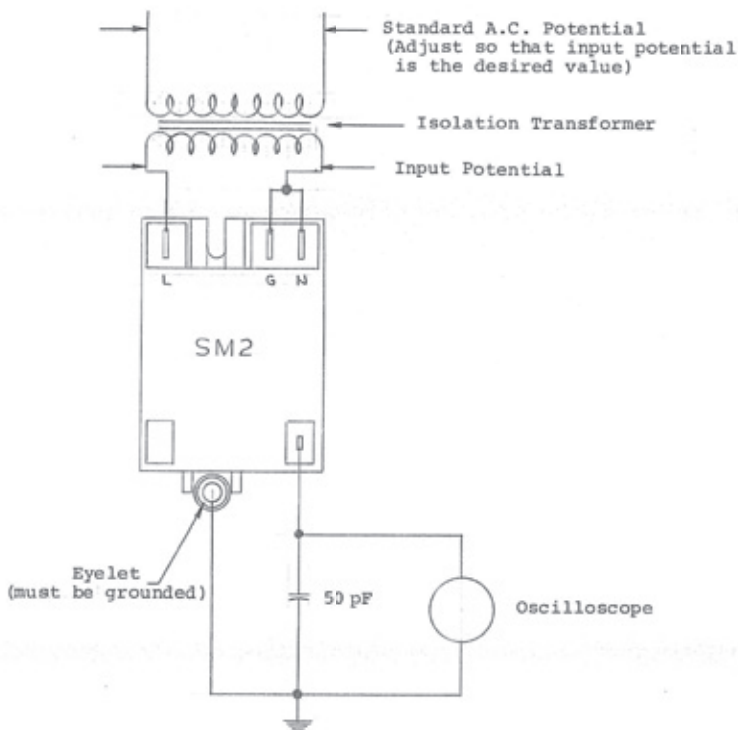 Standard A.C. Potential
(Adjust so that input potential
is the desired value)
Isolation Transformer
Input Potential
L
G
N
SM2
Eyelet
(must be grounded)
50 pF
Oscilloscope